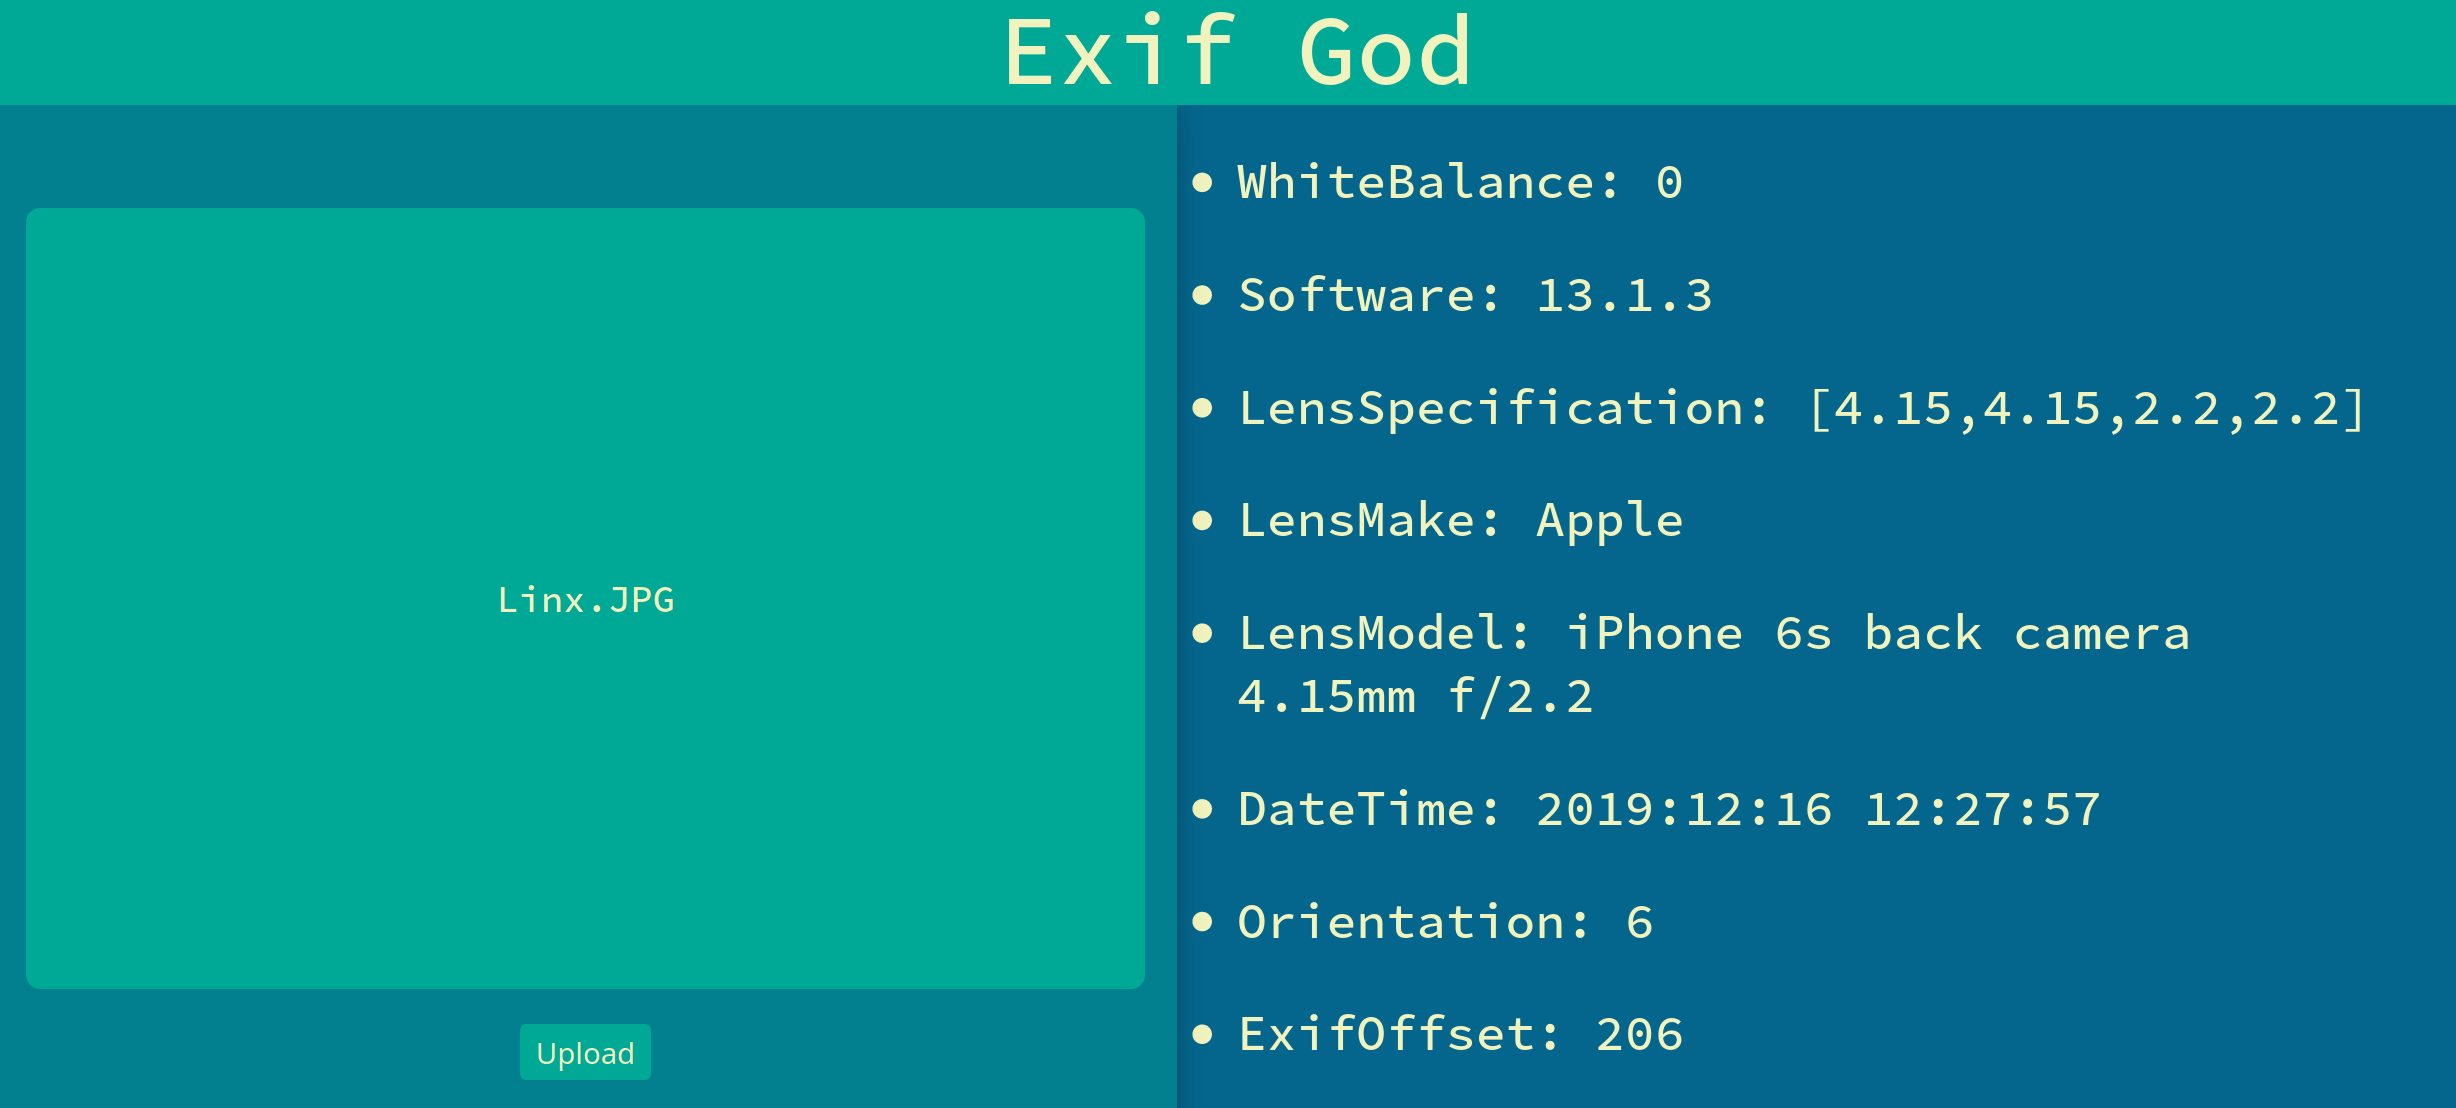 Exif God
Linx.JPG
Upload
• WhiteBalance: 0
• Software: 13.1.3
• LensSpecification: [4.15,4.15,2.2,2.2]
• LensMake: Apple
• LensModel: iPhone 6s back camera
4.15mm f/2.2
• DateTime: 2019:12:16 12:27:57
• Orientation: 6
• ExifOffset: 206